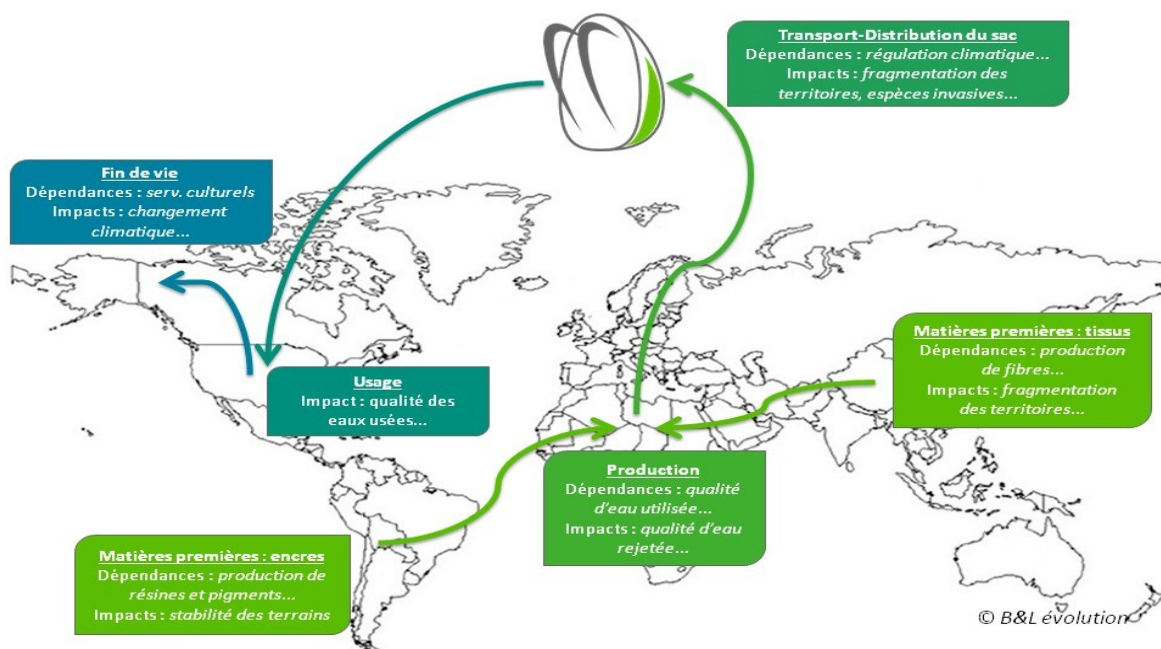 Transport-Distribution du sac
Dépendances : régulation climatique...
Impacts : fragmentation des
territoires, espèces invasives...
Fin de vie
Dépendances : serv. culturels
Impacts : changement
climatique...
Matières premières : tissus
Dépendances : production
de fibres...
Impacts : fragmentation
des territoires...
Usage
Impact : qualité des
eaux usées...
Production
Dépendances : qualité
d'eau utilisée...
Impacts : qualité d'eau
rejetée...
Matières premières : encres
Dépendances : production de
résines et pigments...
Impacts : stabilité des terrains
© B&L évolution